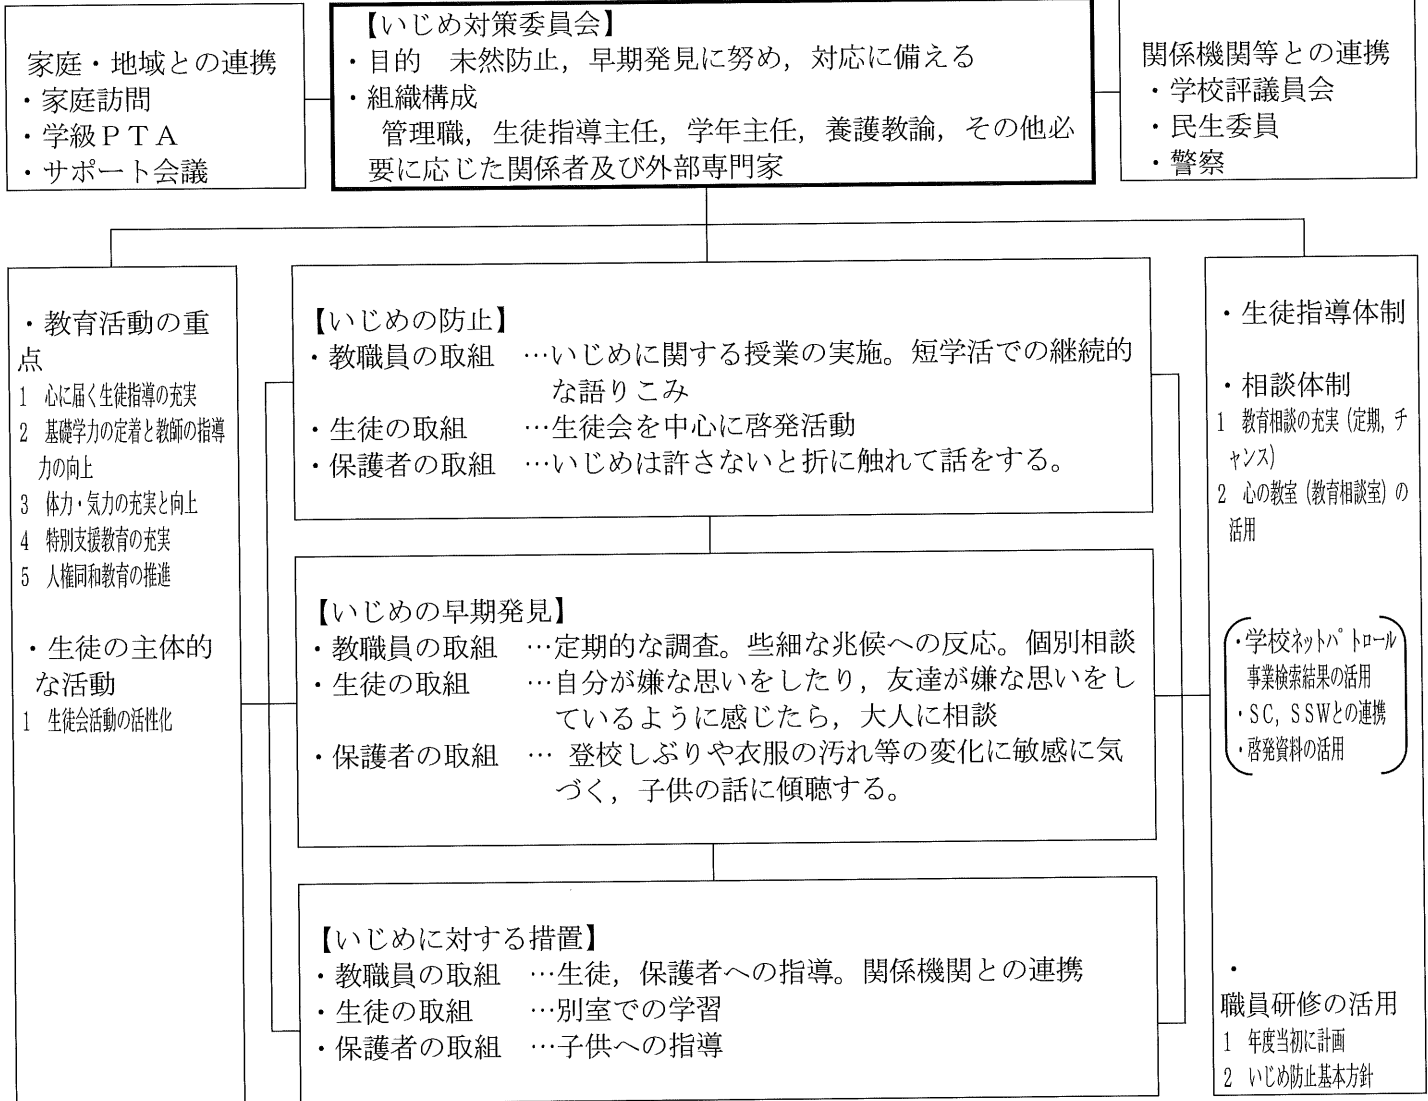 家庭・地域との連携
・家庭訪問
・学級ＰＴＡ
・サポート会議
【いじめ対策委員会】
・目的　未然防止，早期発見に努め，対応に備える
・組織構成
管理職，生徒指導主任，学年主任，養護教諭，その他必
要に応じた関係者及び外部専門家
関係機関等との連携
・学校評議員会
・民生委員
・警察
・教育活動の重
点
1　心に届く生徒指導の充実
2　基礎学力の定着と教師の指導
力の向上
3　体力・気力の充実と向上
4　特別支援教育の充実
5　人権同和教育の推進
・生徒の主体的
な活動
1　生徒会活動の活性化
【いじめの防止】
・教職員の取組　…いじめに関する授業の実施。短学活での継続的
な語りこみ
・生徒の取組　…生徒会を中心に啓発活動
・保護者の取組　…いじめは許さないと折に触れて話をする。
【いじめの早期発見】
・教職員の取組　…定期的な調査。些細な兆候への反応。個別相談
・生徒の取組　…自分が嫌な思いをしたり，友達が嫌な思いをし
ているように感じたら，大人に相談
・保護者の取組　… 登校しぶりや衣服の汚れ等の変化に敏感に気
づく，子供の話に傾聴する。
【いじめに対する措置】
・教職員の取組　…生徒，保護者への指導。関係機関との連携
・生徒の取組　…別室での学習
・保護者の取組　…子供への指導
・生徒指導体制
・相談体制
1　教育相談の充実（定期，チ
ャンス）
2　心の教室（教育相談室）の
活用
・学校ネットパトロール
事業検索結果の活用
・SC，SSWとの連携
・啓発資料の活用
・
職員研修の活用
1　年度当初に計画
2　いじめ防止基本方針